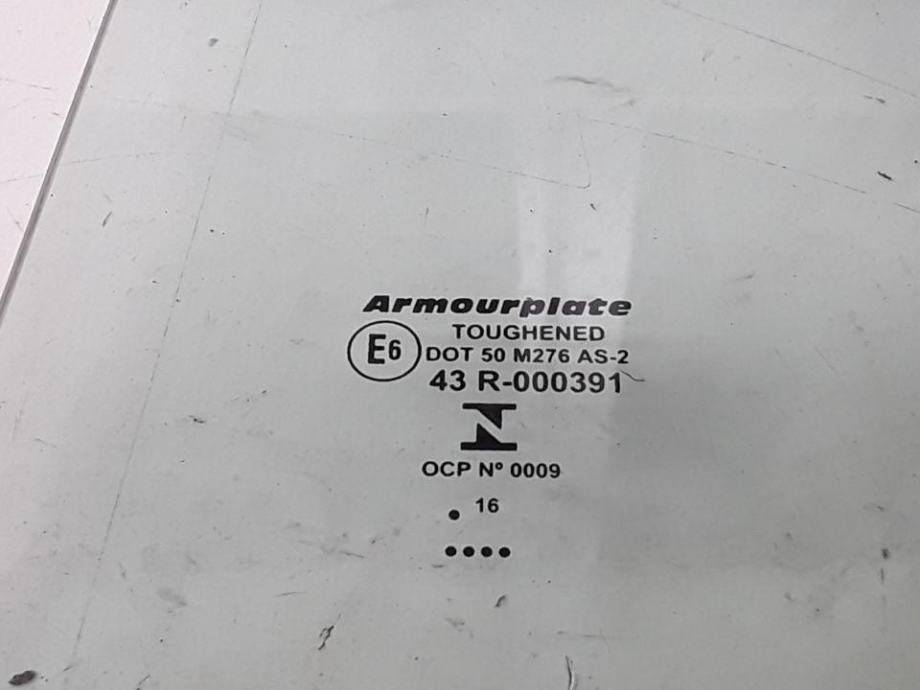 Armourplate
TOUGHENED
E6 DOT 50 M276 AS-2
43 R-000391
N
OCP Nº 0009
16